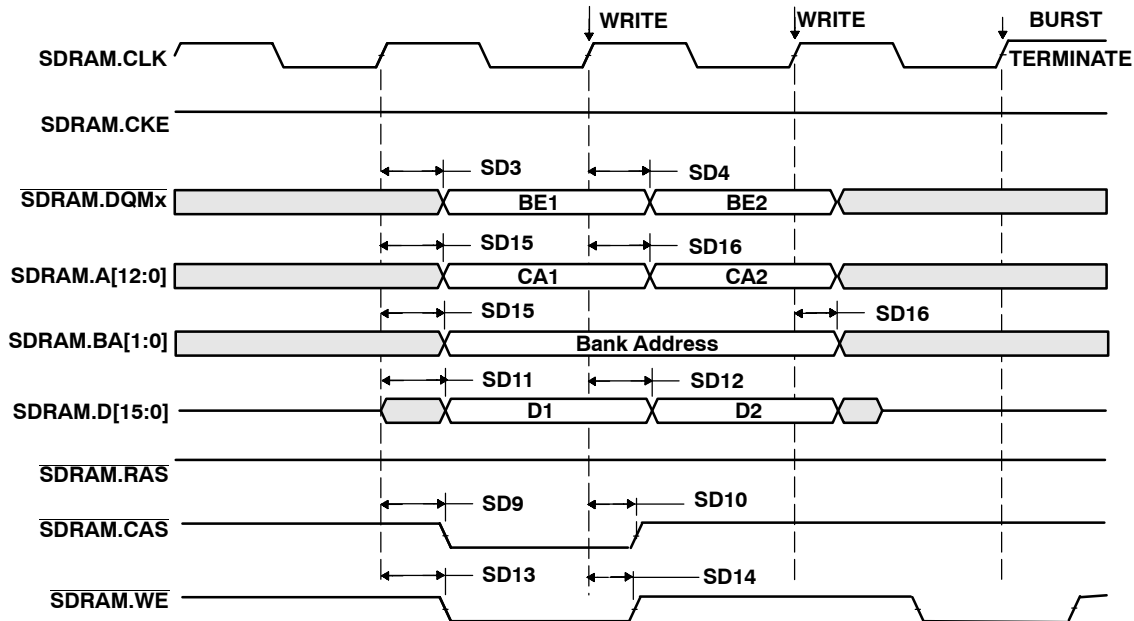 WRITE WRITE BURST
SDRAM.CLK TERMINATE
SDRAM.CKE
SD3 SD4
SDRAM.DQMx BE1 BE2
SD15 SD16
SDRAM.A[12:0] CA1 CA2
SD15 SD16
SDRAM.BA[1:0] Bank Address
SD11 SD12
SDRAM.D[15:0] D1 D2
SDRAM.RAS
SD9 SD10
SDRAM.CAS
SD13 SD14
SDRAM.WE